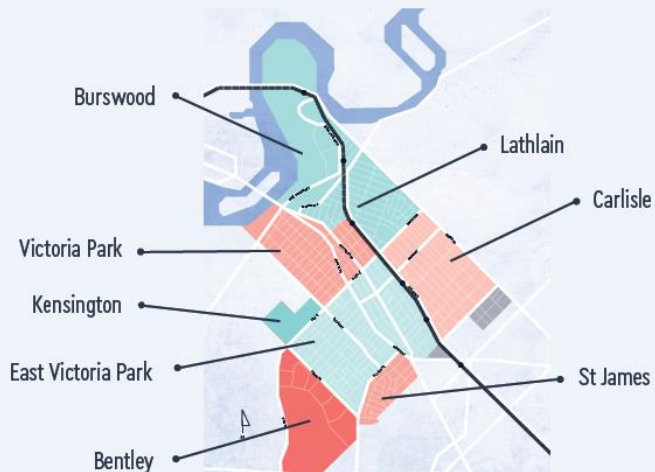 Burswood
Lathlain
Carlisle
Victoria Park
Kensington
East Victoria Park
St James
Bentley